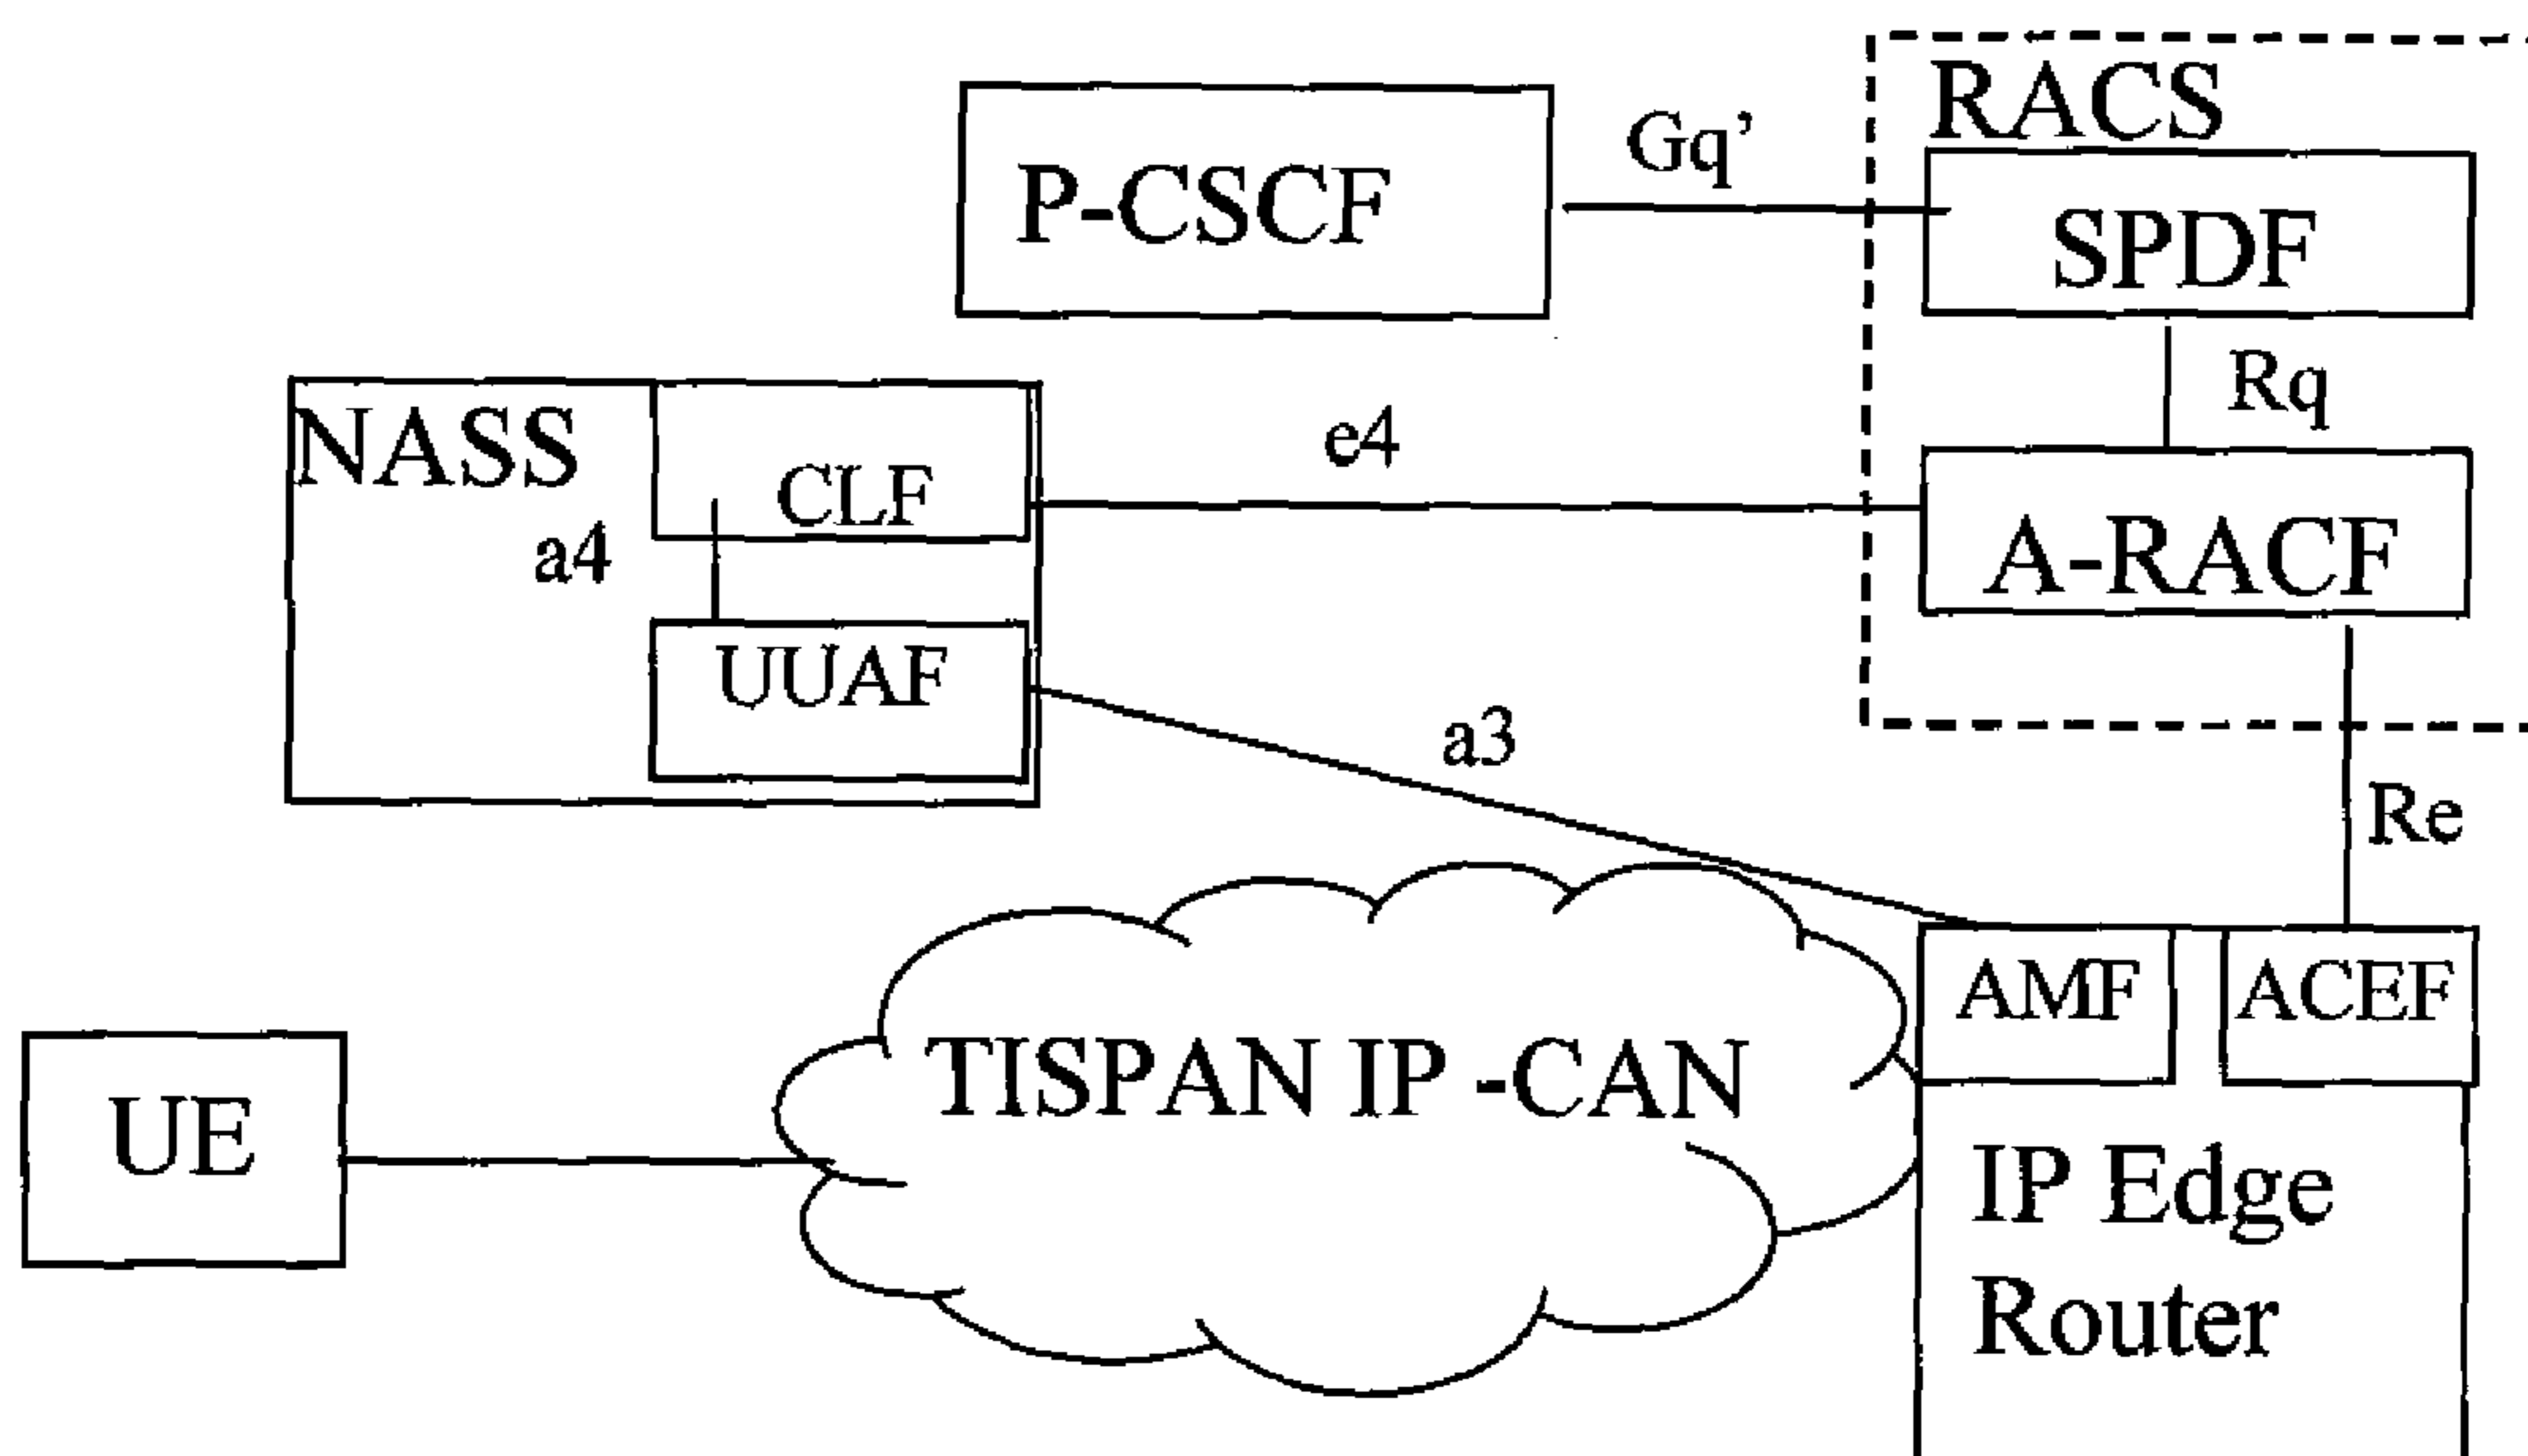 RACS
Gq'
P-CSCF
SPDF
Rq
NASS
e4
CLF
a4
A-RACF
UUAF
a3
Re
AMF
ACEF
TISPAN IP -CAN
UE
IP Edge
Router